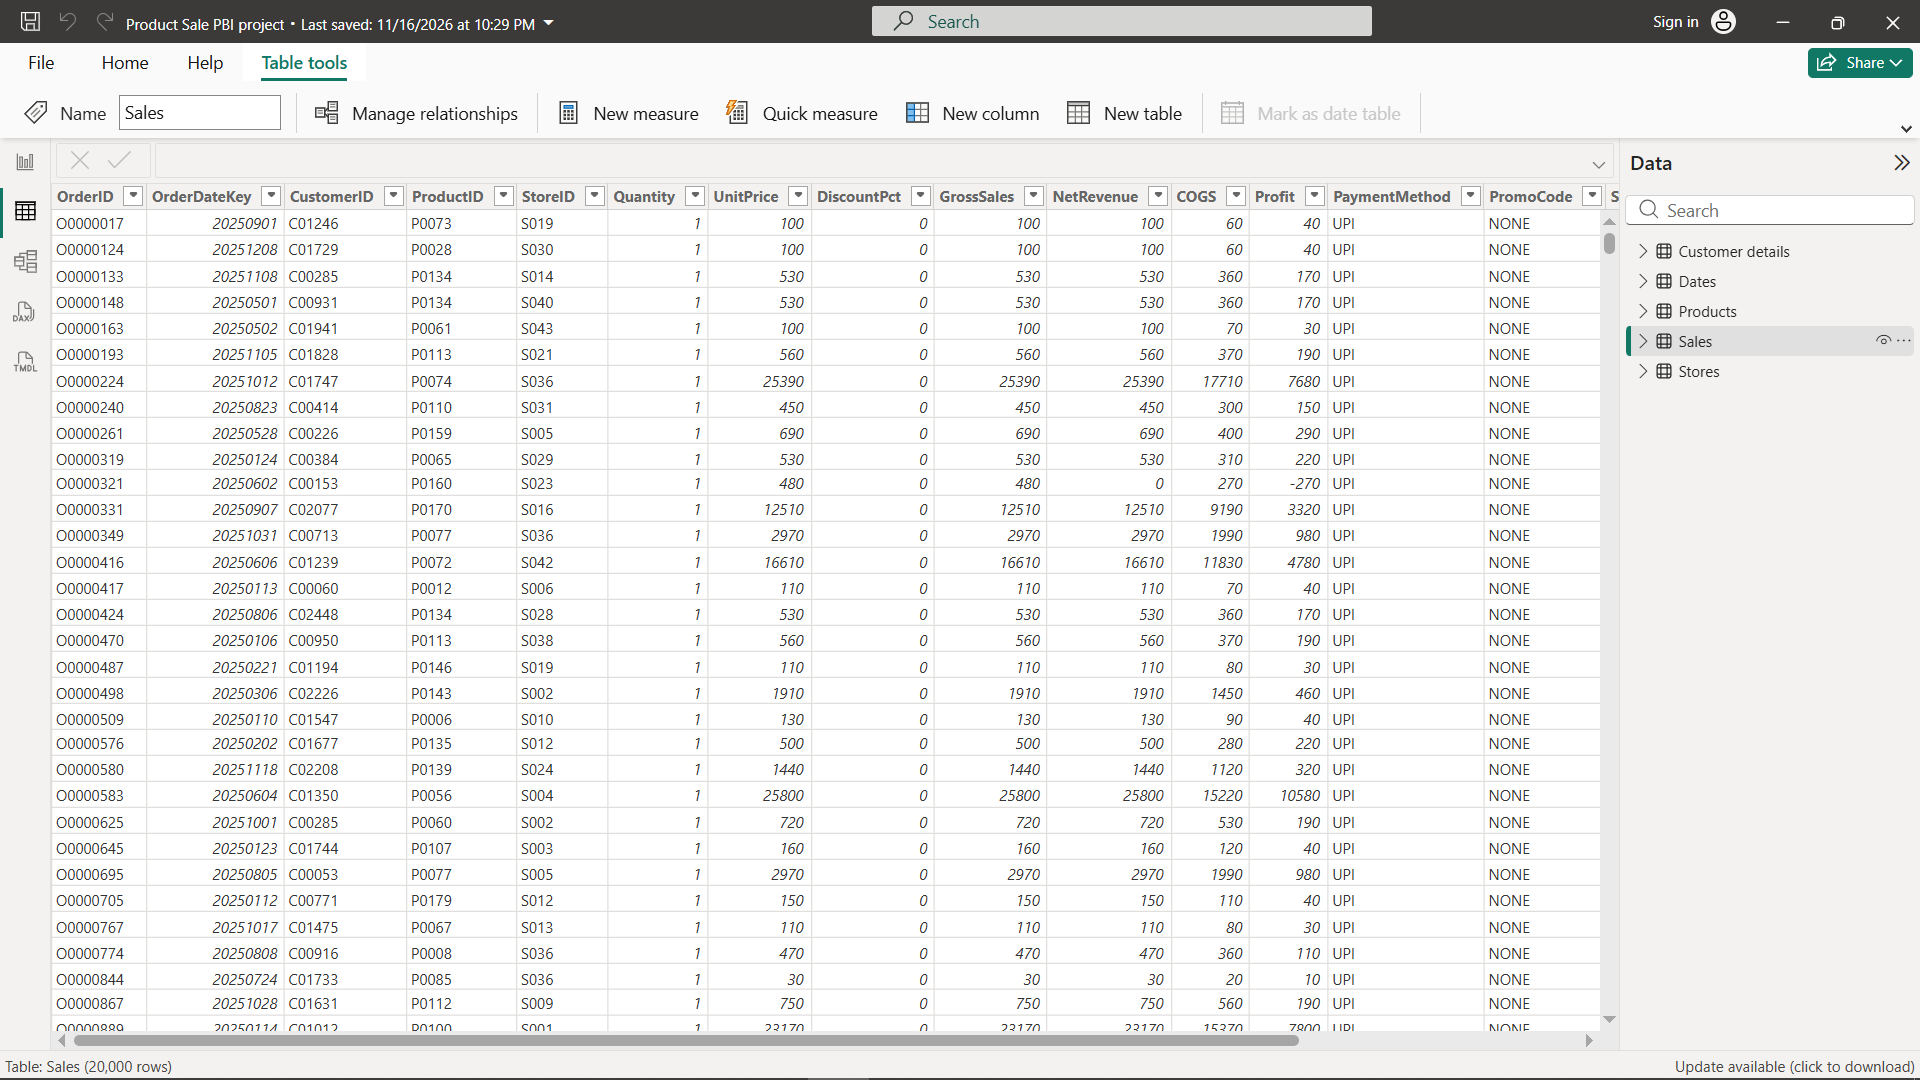 Product Sale PBI project • Last saved: 11/16/2026 at 10:29 PM
Search
Sign in
File Home Help Table tools
Share
Name Sales Manage relationships New measure Quick measure New column New table Mark as date table
OrderID OrderDateKey CustomerID ProductID StoreID Quantity UnitPrice DiscountPct GrossSales NetRevenue COGS Profit PaymentMethod PromoCode S
O0000017 20250901 C01246 P0073 S019 1 100 0 100 100 60 40 UPI NONE
O0000124 20251208 C01729 P0028 S030 1 100 0 100 100 60 40 UPI NONE
O0000133 20251108 C00285 P0134 S014 1 530 0 530 530 360 170 UPI NONE
O0000148 20250501 C00931 P0134 S040 1 530 0 530 530 360 170 UPI NONE
O0000163 20250502 C01941 P0061 S043 1 100 0 100 100 70 30 UPI NONE
O0000193 20251105 C01828 P0113 S021 1 560 0 560 560 370 190 UPI NONE
O0000224 20251012 C01747 P0074 S036 1 25390 0 25390 25390 17710 7680 UPI NONE
O0000240 20250823 C00414 P0110 S031 1 450 0 450 450 300 150 UPI NONE
O0000261 20250528 C00226 P0159 S005 1 690 0 690 690 400 290 UPI NONE
O0000319 20250124 C00384 P0065 S029 1 530 0 530 530 310 220 UPI NONE
O0000321 20250602 C00153 P0160 S023 1 480 0 480 0 270 -270 UPI NONE
O0000331 20250907 C02077 P0170 S016 1 12510 0 12510 12510 9190 3320 UPI NONE
O0000349 20251031 C00713 P0077 S036 1 2970 0 2970 2970 1990 980 UPI NONE
O0000416 20250606 C01239 P0072 S042 1 16610 0 16610 16610 11830 4780 UPI NONE
O0000417 20250113 C00060 P0012 S006 1 110 0 110 110 70 40 UPI NONE
O0000424 20250806 C02448 P0134 S028 1 530 0 530 530 360 170 UPI NONE
O0000470 20250106 C00950 P0113 S038 1 560 0 560 560 370 190 UPI NONE
O0000487 20250221 C01194 P0146 S019 1 110 0 110 110 80 30 UPI NONE
O0000498 20250306 C02226 P0143 S002 1 1910 0 1910 1910 1450 460 UPI NONE
O0000509 20250110 C01547 P0006 S010 1 130 0 130 130 90 40 UPI NONE
O0000576 20250202 C01677 P0135 S012 1 500 0 500 500 280 220 UPI NONE
O0000580 20251118 C02208 P0139 S024 1 1440 0 1440 1440 1120 320 UPI NONE
O0000583 20250604 C01350 P0056 S004 1 25800 0 25800 25800 15220 10580 UPI NONE
O0000625 20251001 C00285 P0060 S002 1 720 0 720 720 530 190 UPI NONE
O0000645 20250123 C01744 P0107 S003 1 160 0 160 160 120 40 UPI NONE
O0000695 20250805 C00053 P0077 S005 1 2970 0 2970 2970 1990 980 UPI NONE
O0000705 20250112 C00771 P0179 S012 1 150 0 150 150 110 40 UPI NONE
O0000767 20251017 C01475 P0067 S013 1 110 0 110 110 80 30 UPI NONE
O0000774 20250808 C00916 P0008 S036 1 470 0 470 470 360 110 UPI NONE
O0000844 20250724 C01733 P0085 S036 1 30 0 30 30 20 10 UPI NONE
O0000867 20251028 C01631 P0112 S009 1 750 0 750 750 560 190 UPI NONE
O0000889 20250114 C01012 P0100 S001 1 23170 0 23170 23170 15370 7800 UPI NONE
DAX
TMDL
Data
Search
Customer details
Dates
Products
Sales
Stores
Table: Sales (20,000 rows)
Update available (click to download)